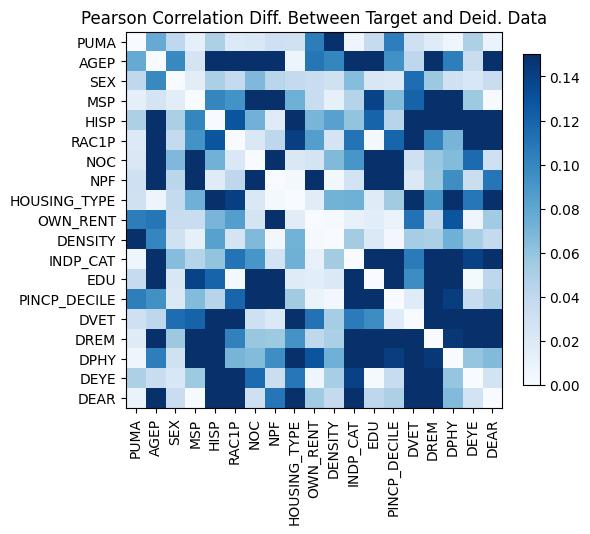 Pearson Correlation Diff. Between Target and Deid. Data
PUMA
AGEP
SEX
MSP
HISP
RAC1P
NOC
NPF
HOUSING_TYPE
OWN_RENT
DENSITY
INDP_CAT
EDU
PINCP_DECILE
DVET
DREM
DPHY
DEYE
DEAR
PUMA
AGEP
SEX
MSP
HISP
RAC1P
NOC
NPF
HOUSING_TYPE
OWN_RENT
DENSITY
INDP_CAT
EDU
PINCP_DECILE
DVET
DREM
DPHY
DEYE
DEAR
0.14
0.12
0.10
0.08
0.06
0.04
0.02
0.00